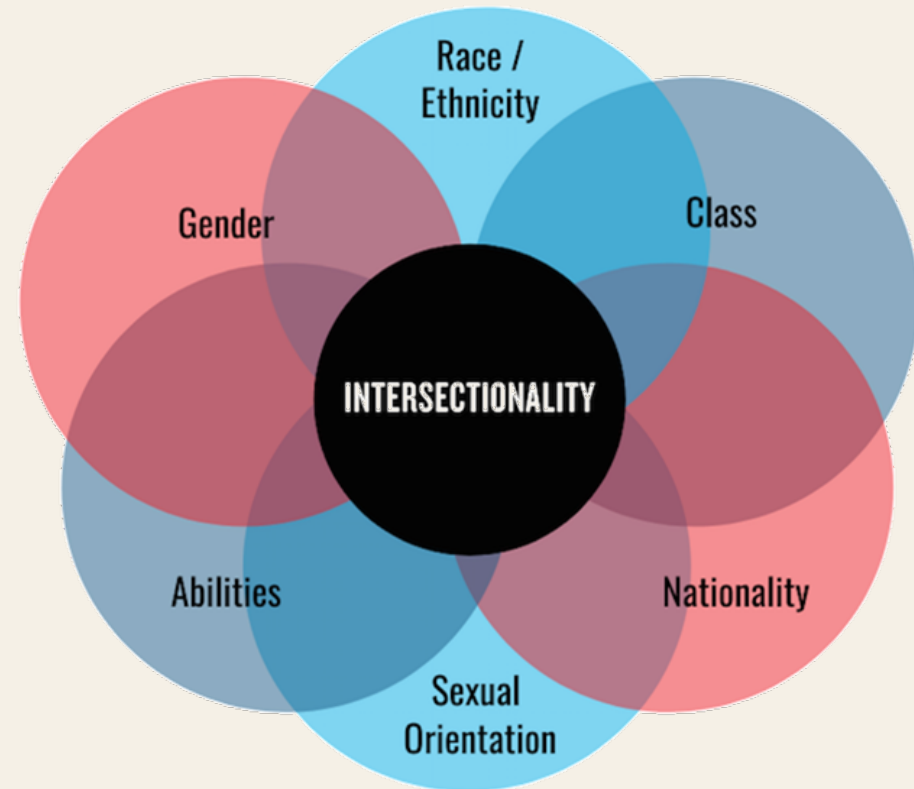 Race /
Ethnicity
Gender
Class
INTERSECTIONALITY
Abilities
Nationality
Sexual
Orientation